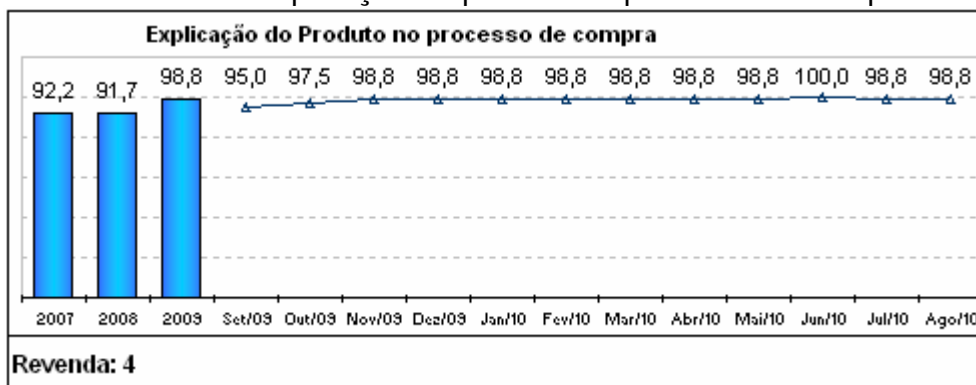 Explicação do Produto no processo de compra
92,2 91,7 98,8 95,0 97,5 98,8 98,8 98,8 98,8 98,8 98,8 98,8 100,0 98,8 98,8
2007 2008 2009 Set/09 Out/09 Nov/09 Dez/09 Jan/10 Fev/10 Mar/10 Abr/10 Mai/10 Jun/10 Jul/10 Ago/10
Revenda: 4